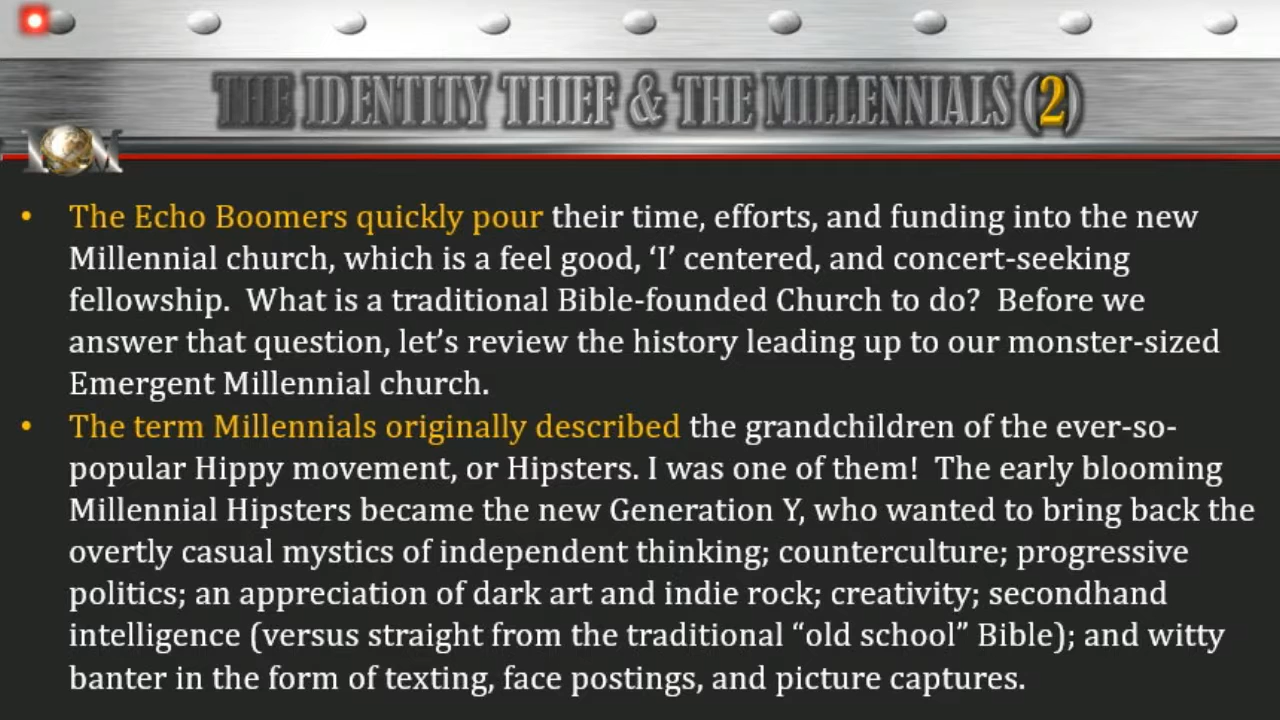 THE IDENTITY THIEF & THE MILLENNIALS (2)
• The Echo Boomers quickly pour their time, efforts, and funding into the new
Millennial church, which is a feel good, ‘I’ centered, and concert-seeking
fellowship.  What is a traditional Bible-founded Church to do?  Before we
answer that question, let’s review the history leading up to our monster-sized
Emergent Millennial church.
• The term Millennials originally described the grandchildren of the ever-so-
popular Hippy movement, or Hipsters. I was one of them!  The early blooming
Millennial Hipsters became the new Generation Y, who wanted to bring back the
overtly casual mystics of independent thinking; counterculture; progressive
politics; an appreciation of dark art and indie rock; creativity; secondhand
intelligence (versus straight from the traditional “old school” Bible); and witty
banter in the form of texting, face postings, and picture captures.